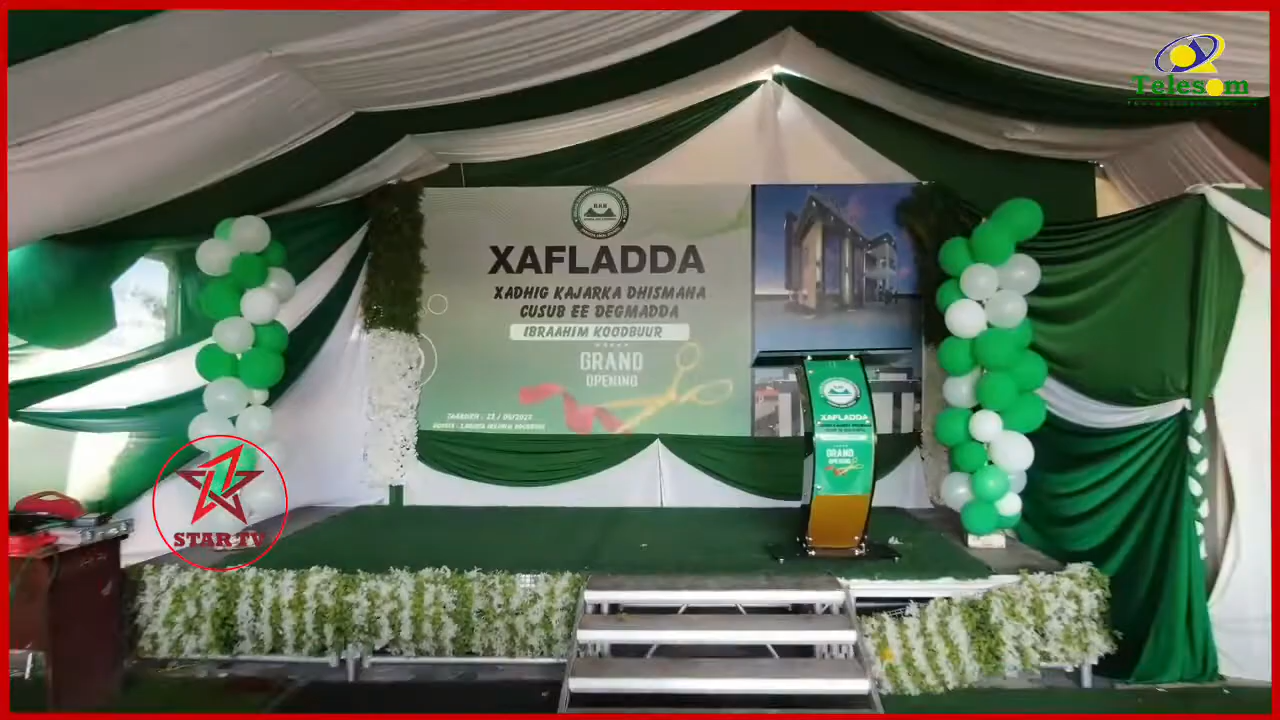 Telesom
XAFLADDA
XADHIG KAJARKA DHISMAHA
CUSUB EE DEGMADDA
IBRAAHIM KOODBUUR
GRAND
OPENING
XAFLADDA
GRAND
OPENING
STAR TV